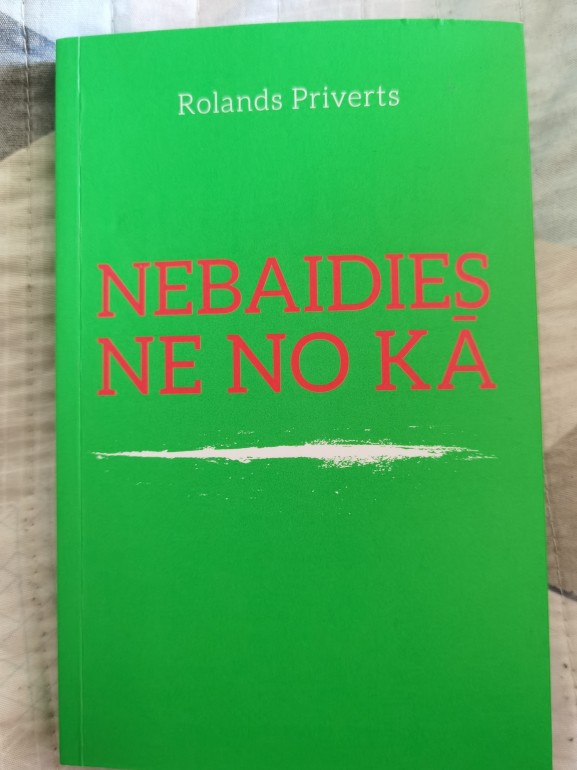 Rolands Priverts
NEBAIDIES
NE NO KĀ